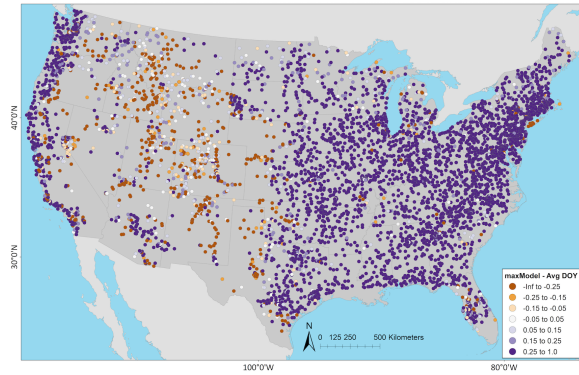 40°0'N
30°0'N
100°0'W
80°0'W
N
0 125 250 500 Kilometers
maxModel - Avg DOY
-Inf to -0.25
-0.25 to -0.15
-0.15 to -0.05
-0.05 to 0.05
0.05 to 0.15
0.15 to 0.25
0.25 to 1.0